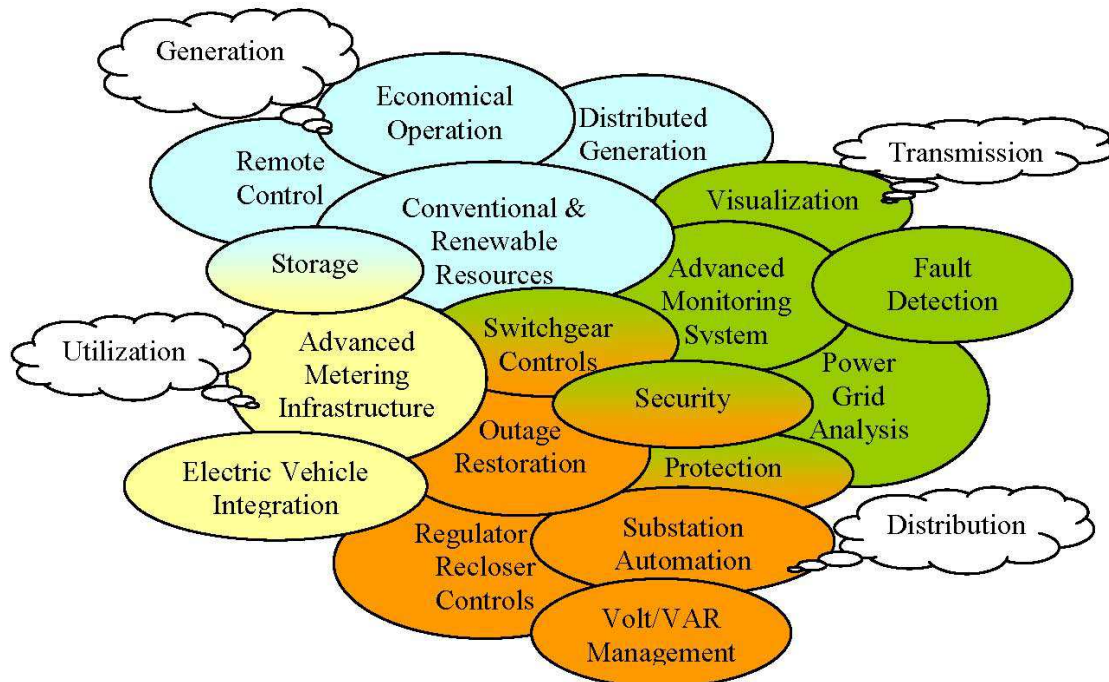 Generation
Economical
Operation
Distributed
Generation
Remote
Control
Transmission
Visualization
Conventional &
Renewable
Resources
Storage
Advanced
Monitoring
System
Fault
Detection
Utilization
Advanced
Metering
Infrastructure
Switchgear
Controls
Power
Grid
Analysis
Security
Outage
Restoration
Protection
Electric Vehicle
Integration
Regulator
Recloser
Controls
Substation
Automation
Distribution
Volt/VAR
Management